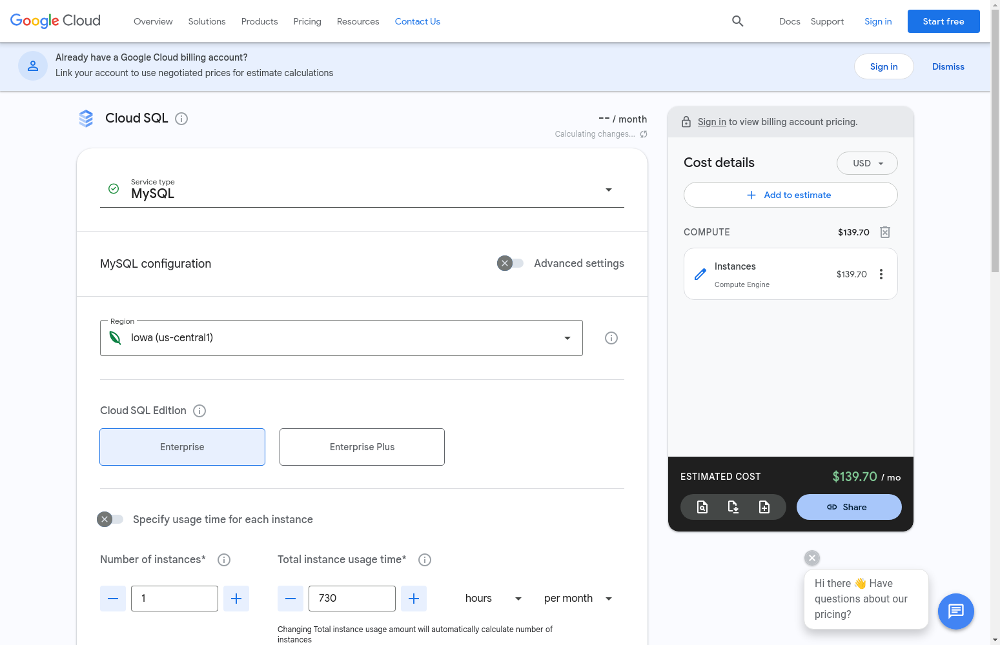 Google Cloud
Overview Solutions Products Pricing Resources Contact Us Docs Support Sign in Start free
Already have a Google Cloud billing account?
Link your account to use negotiated prices for estimate calculations
Sign in Dismiss
Cloud SQL
-- / month
Calculating changes...
Service type
MySQL
MySQL configuration
Advanced settings
Region
Iowa (us-central1)
Cloud SQL Edition
Enterprise
Enterprise Plus
Specify usage time for each instance
Number of instances*
Total instance usage time*
1
730
hours
per month
Changing Total instance usage amount will automatically calculate number of
instances
Sign in to view billing account pricing.
Cost details
USD
Add to estimate
COMPUTE
$139.70
Instances
Compute Engine
$139.70
ESTIMATED COST
$139.70 / mo
Share
Hi there 👋 Have
questions about our
pricing?